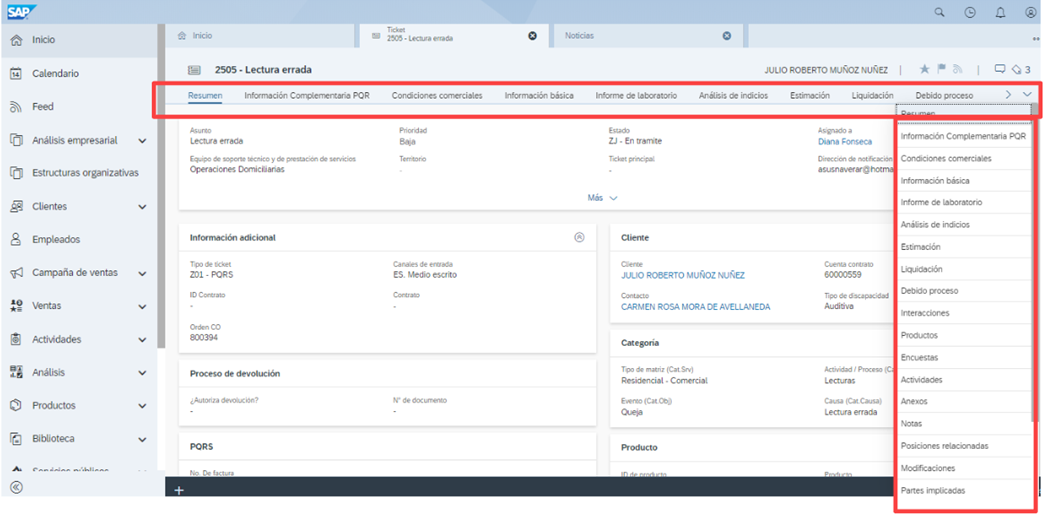 SAP
Inicio
Calendario
Feed
Análisis empresarial
Estructuras organizativas
Clientes
Empleados
Campaña de ventas
Ventas
Actividades
Análisis
Productos
Biblioteca
Servicios públicos
Inicio
Ticket
2505 - Lectura errada
Noticias
2505 - Lectura errada
JULIO ROBERTO MUÑOZ NUÑEZ
3
Resumen Información Complementaria PQR Condiciones comerciales Información básica Informe de laboratorio Análisis de indicios Estimación Liquidación Debido proceso
Asunto
Lectura errada
Prioridad
Baja
Estado
ZJ - En tramite
Asignado a
Diana Fonseca
Equipo de soporte técnico y de prestación de servicios
Operaciones Domiciliarias
Territorio
-
Ticket principal
-
Dirección de notificación
asusnaverar@hotma
Más
Información adicional
Tipo de ticket
Z01 - PQRS
Canales de entrada
ES. Medio escrito
ID Contrato
-
Contrato
-
Orden CO
800394
Proceso de devolución
¿Autoriza devolución?
-
N° de documento
-
PQRS
No. De factura
Cliente
Cliente
JULIO ROBERTO MUÑOZ NUÑEZ
Cuenta contrato
60000559
Contacto
CARMEN ROSA MORA DE AVELLANEDA
Tipo de discapacidad
Auditiva
Categoría
Tipo de matriz (Cat.Srv)
Residencial - Comercial
Actividad / Proceso (Ca
Lecturas
Evento (Cat.Obj)
Queja
Causa (Cat.Causa)
Lectura errada
Producto
ID de producto
Producto
Resumen
Información Complementaria PQR
Condiciones comerciales
Información básica
Informe de laboratorio
Análisis de indicios
Estimación
Liquidación
Debido proceso
Interacciones
Productos
Encuestas
Actividades
Anexos
Notas
Posiciones relacionadas
Modificaciones
Partes implicadas